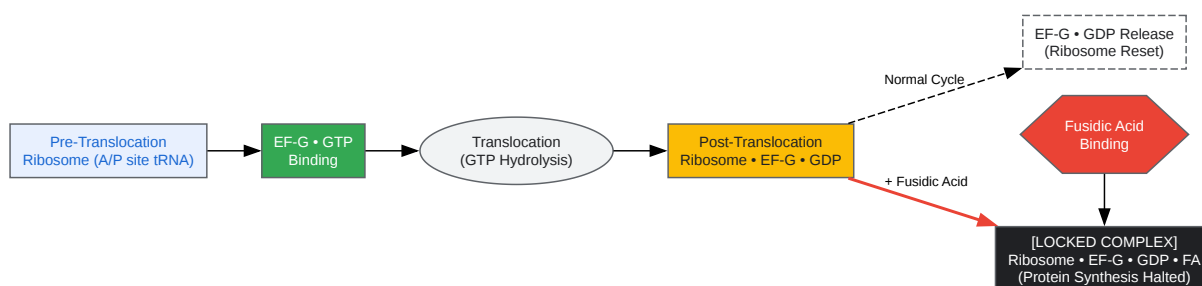 Pre-Translocation
Ribosome (A/P site tRNA)
EF-G • GTP
Binding
Translocation
(GTP Hydrolysis)
Post-Translocation
Ribosome • EF-G • GDP
Normal Cycle
+ Fusidic Acid
EF-G • GDP Release
(Ribosome Reset)
Fusidic Acid
Binding
[LOCKED COMPLEX]
Ribosome • EF-G • GDP • FA
(Protein Synthesis Halted)